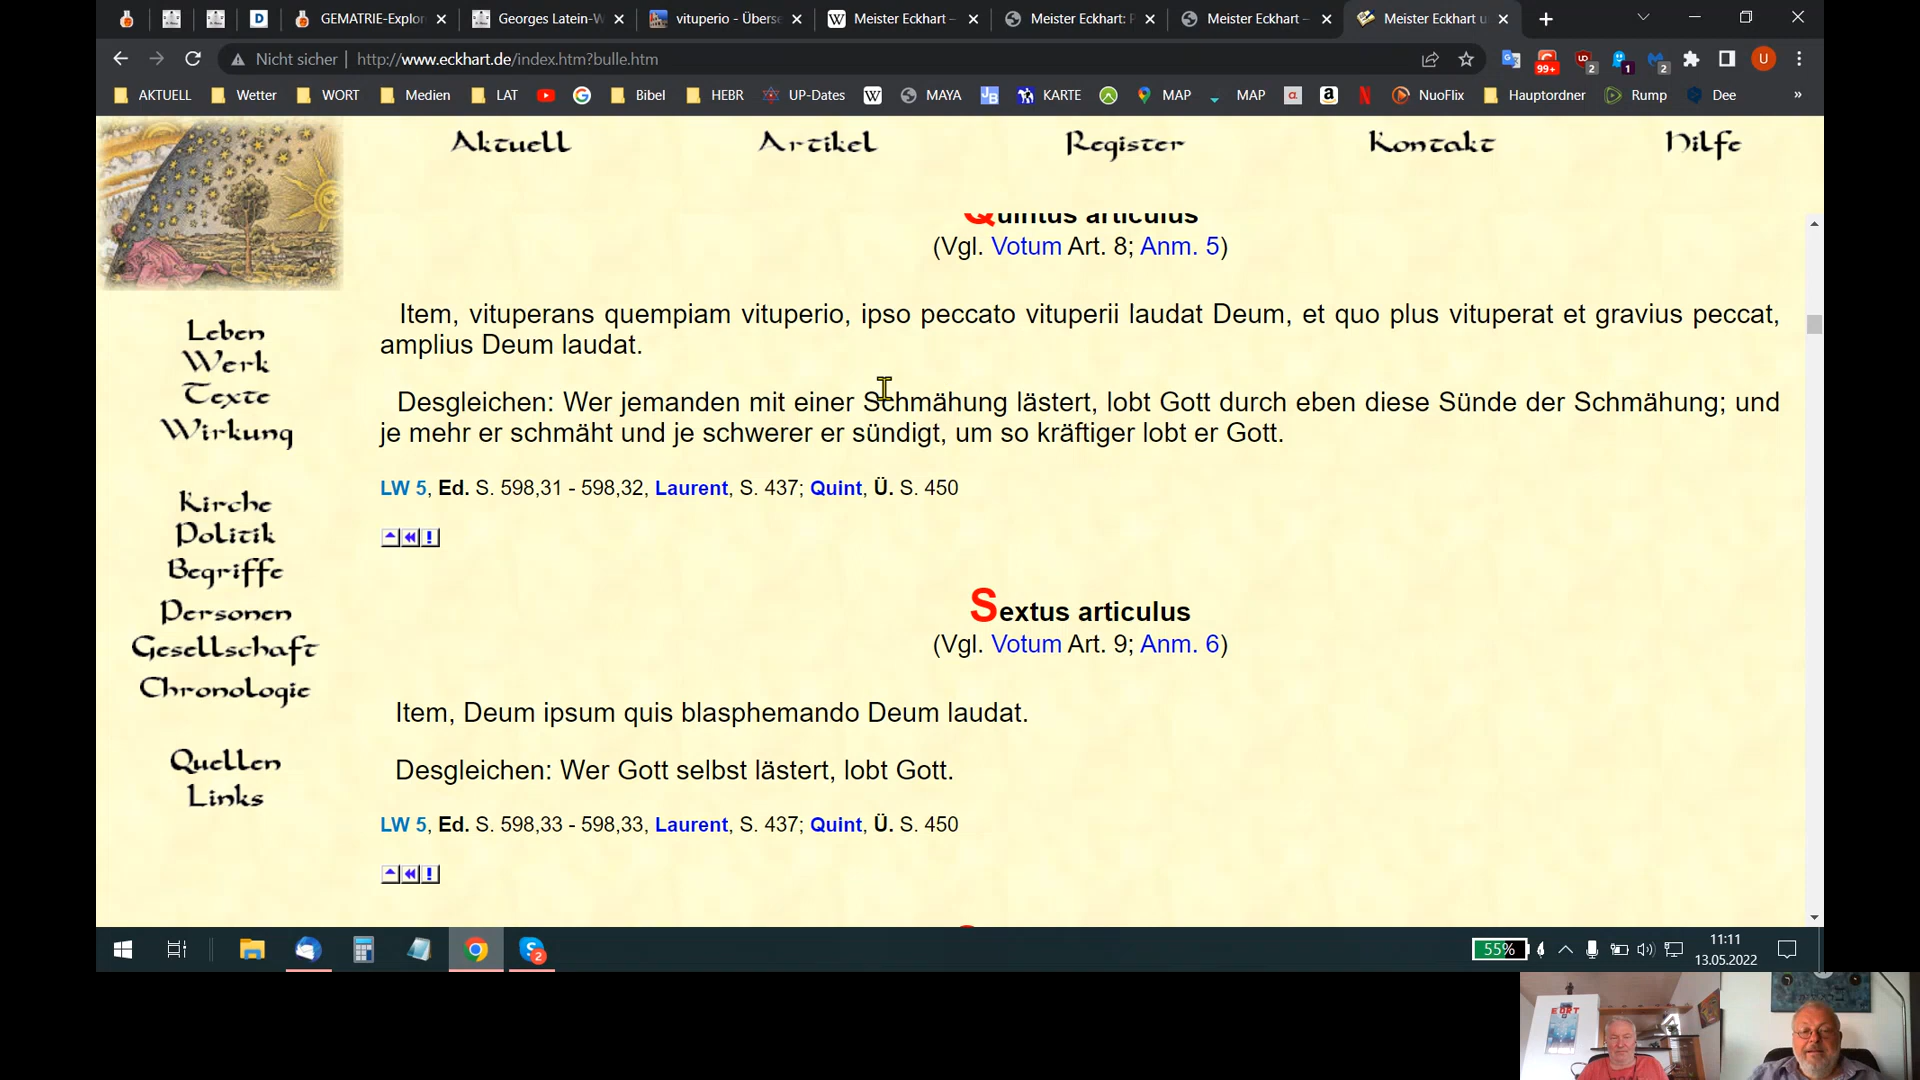 GEMATRIE-Explor
Georges Latein-W
vituperio - Überse
Meister Eckhart –
Meister Eckhart: P
Meister Eckhart –
Meister Eckhart u
Nicht sicher | http://www.eckhart.de/index.htm?bulle.htm
99+ 2 1 2 U
AKTUELL Wetter WORT Medien LAT Bibel HEBR UP-Dates MAYA KARTE MAP MAP NuoFlix Hauptordner Rump Dee »
Aktuell Artikel Register Kontakt Hilfe
Quintus articulus
(Vgl. Votum Art. 8; Anm. 5)
Item, vituperans quempiam vituperio, ipso peccato vituperii laudat Deum, et quo plus vituperat et gravius peccat,
amplius Deum laudat.
Desgleichen: Wer jemanden mit einer Schmähung lästert, lobt Gott durch eben diese Sünde der Schmähung; und
je mehr er schmäht und je schwerer er sündigt, um so kräftiger lobt er Gott.
LW 5, Ed. S. 598,31 - 598,32, Laurent, S. 437; Quint, Ü. S. 450
Sextus articulus
(Vgl. Votum Art. 9; Anm. 6)
Item, Deum ipsum quis blasphemando Deum laudat.
Desgleichen: Wer Gott selbst lästert, lobt Gott.
LW 5, Ed. S. 598,33 - 598,33, Laurent, S. 437; Quint, Ü. S. 450
Leben
Werk
Texte
Wirkung
Kirche
Politik
Begriffe
Personen
Gesellschaft
Chronologie
Quellen
Links
2
55%
11:11
13.05.2022